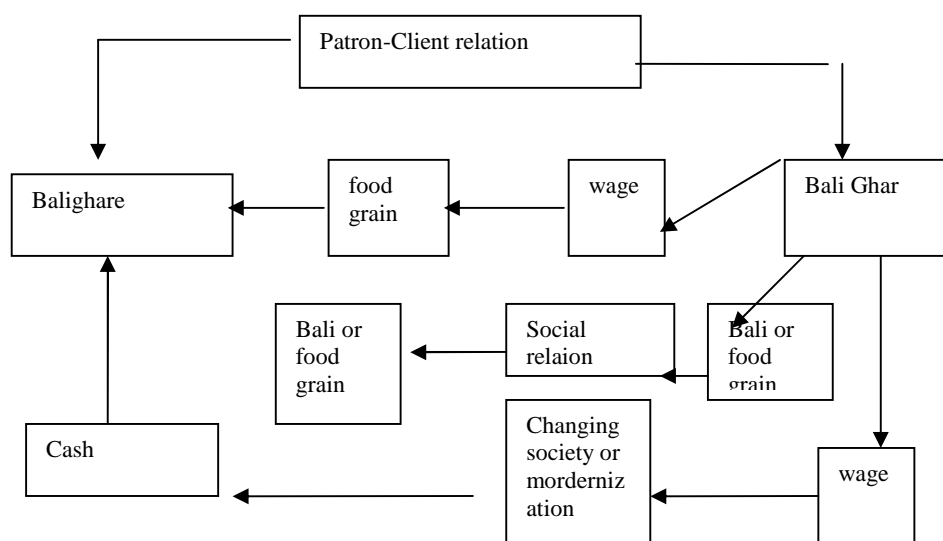 Patron-Client relation
Balighare
food
grain
wage
Bali Ghar
Bali or
food
grain
Social
relaion
Bali or
food
grain
Cash
Changing
society or
morderniz
ation
wage